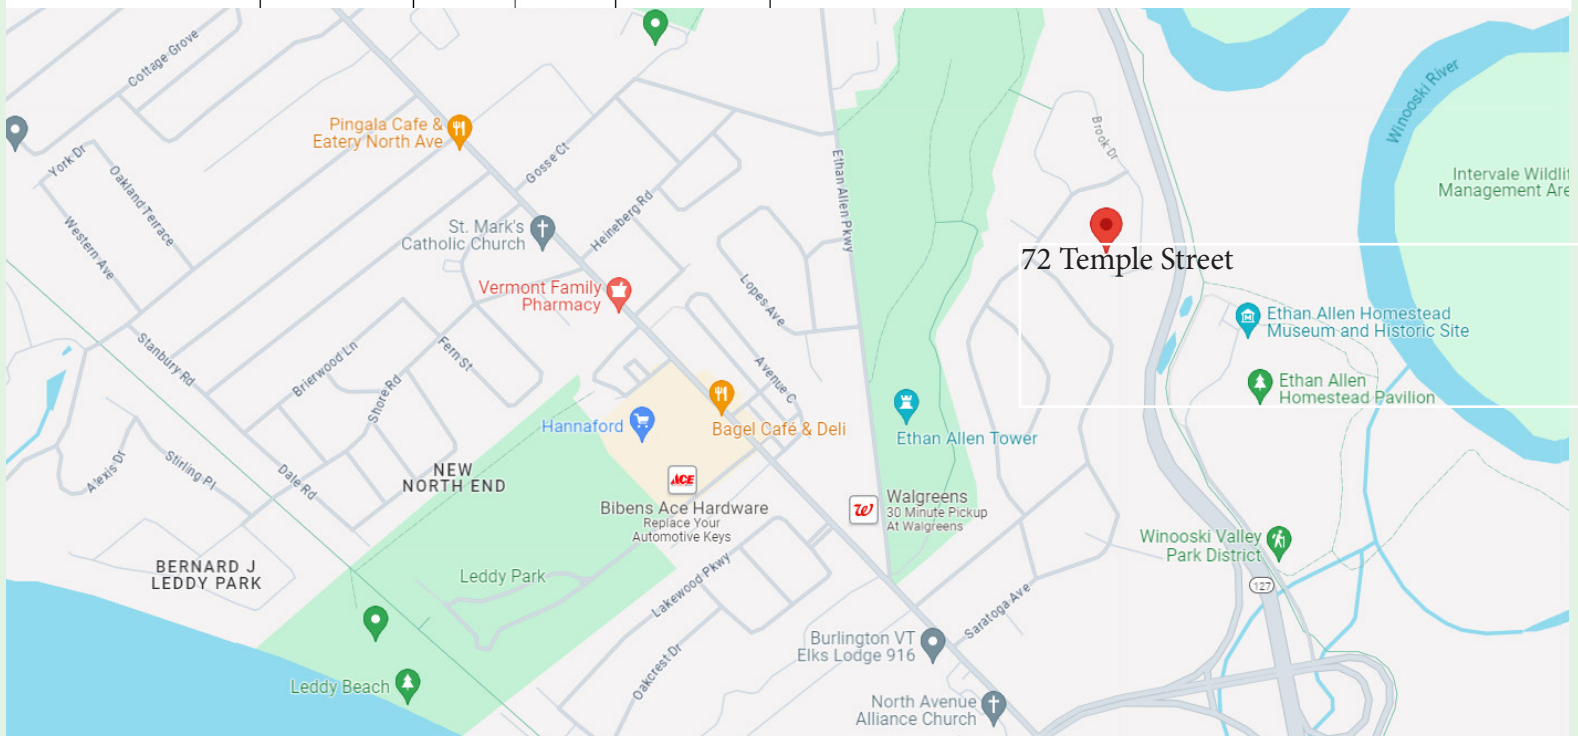 Cottage Grove
Pingala Cafe &
Eatery North Ave
York Dr
Oakland Terrace
Western Ave
Gosse Ct
St. Mark's
Catholic Church
Heineberg Rd
Vermont Family
Pharmacy
Ethan Allen Pkwy
Brook Dr
Winooski River
Intervale Wildlif
Management Are
72 Temple Street
Lopes Ave
Ethan Allen Homestead
Museum and Historic Site
Ethan Allen
Homestead Pavilion
Stanbury Rd
Brierwood Ln
Fern St
Shore Rd
Avenue C
Hannaford
Bagel Café & Deli
Ethan Allen Tower
Alexis Dr
Stirling Pl
Dale Rd
NEW
NORTH END
ACE
Bibens Ace Hardware
Replace Your
Automotive Keys
W
Walgreens
30 Minute Pickup
At Walgreens
Winooski Valley
Park District
127
BERNARD J
LEDDY PARK
Leddy Park
Lakewood Pkwy
Saratoga Ave
Burlington VT
Elks Lodge 916
Oakcrest Dr
Leddy Beach
North Avenue
Alliance Church